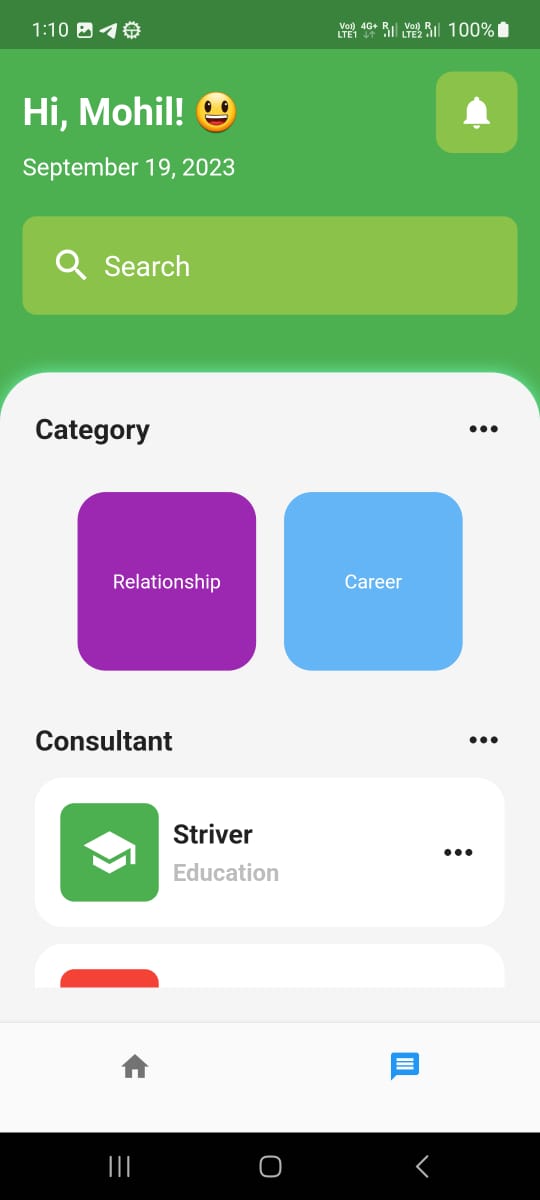 1:10 Vo)) LTE1 4G+ R Vo)) LTE2 R 100%
Hi, Mohil! 😃
September 19, 2023
Search
Category
Relationship Career
Consultant
Striver
Education